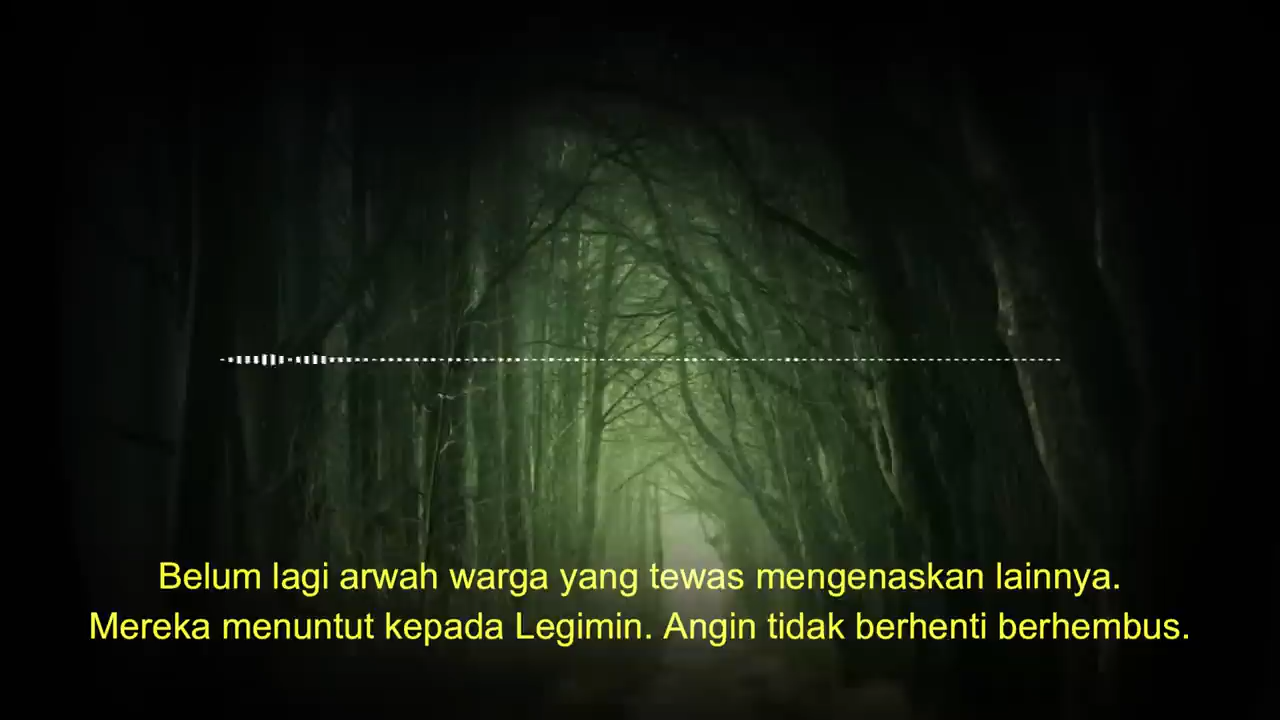 Belum lagi arwah warga yang tewas mengenaskan lainnya.
Mereka menuntut kepada Legimin. Angin tidak berhenti berhembus.